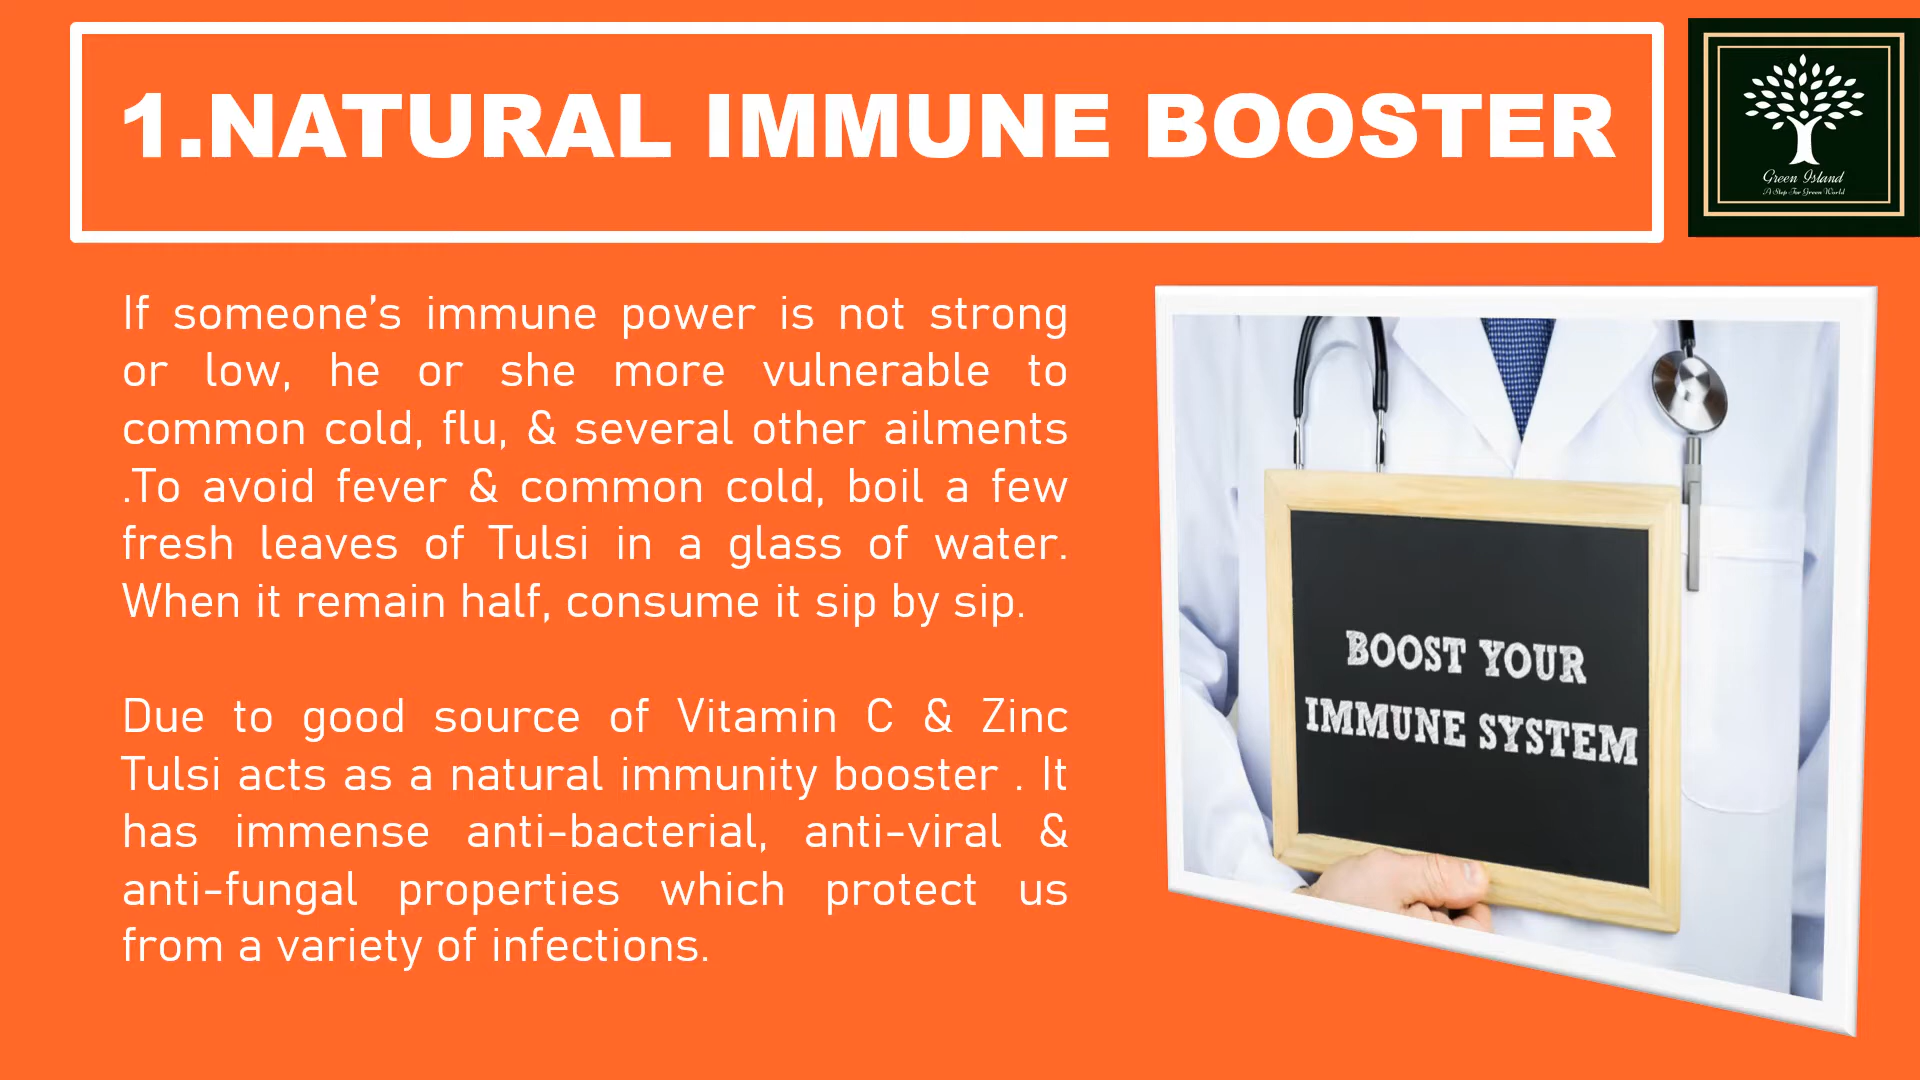 1.NATURAL IMMUNE BOOSTER
Green Island
A Step For Green World
If someone’s immune power is not strong
or low, he or she more vulnerable to
common cold, flu, & several other ailments
.To avoid fever & common cold, boil a few
fresh leaves of Tulsi in a glass of water.
When it remain half, consume it sip by sip.
Due to good source of Vitamin C & Zinc
Tulsi acts as a natural immunity booster . It
has immense anti-bacterial, anti-viral &
anti-fungal properties which protect us
from a variety of infections.
BOOST YOUR
IMMUNE SYSTEM